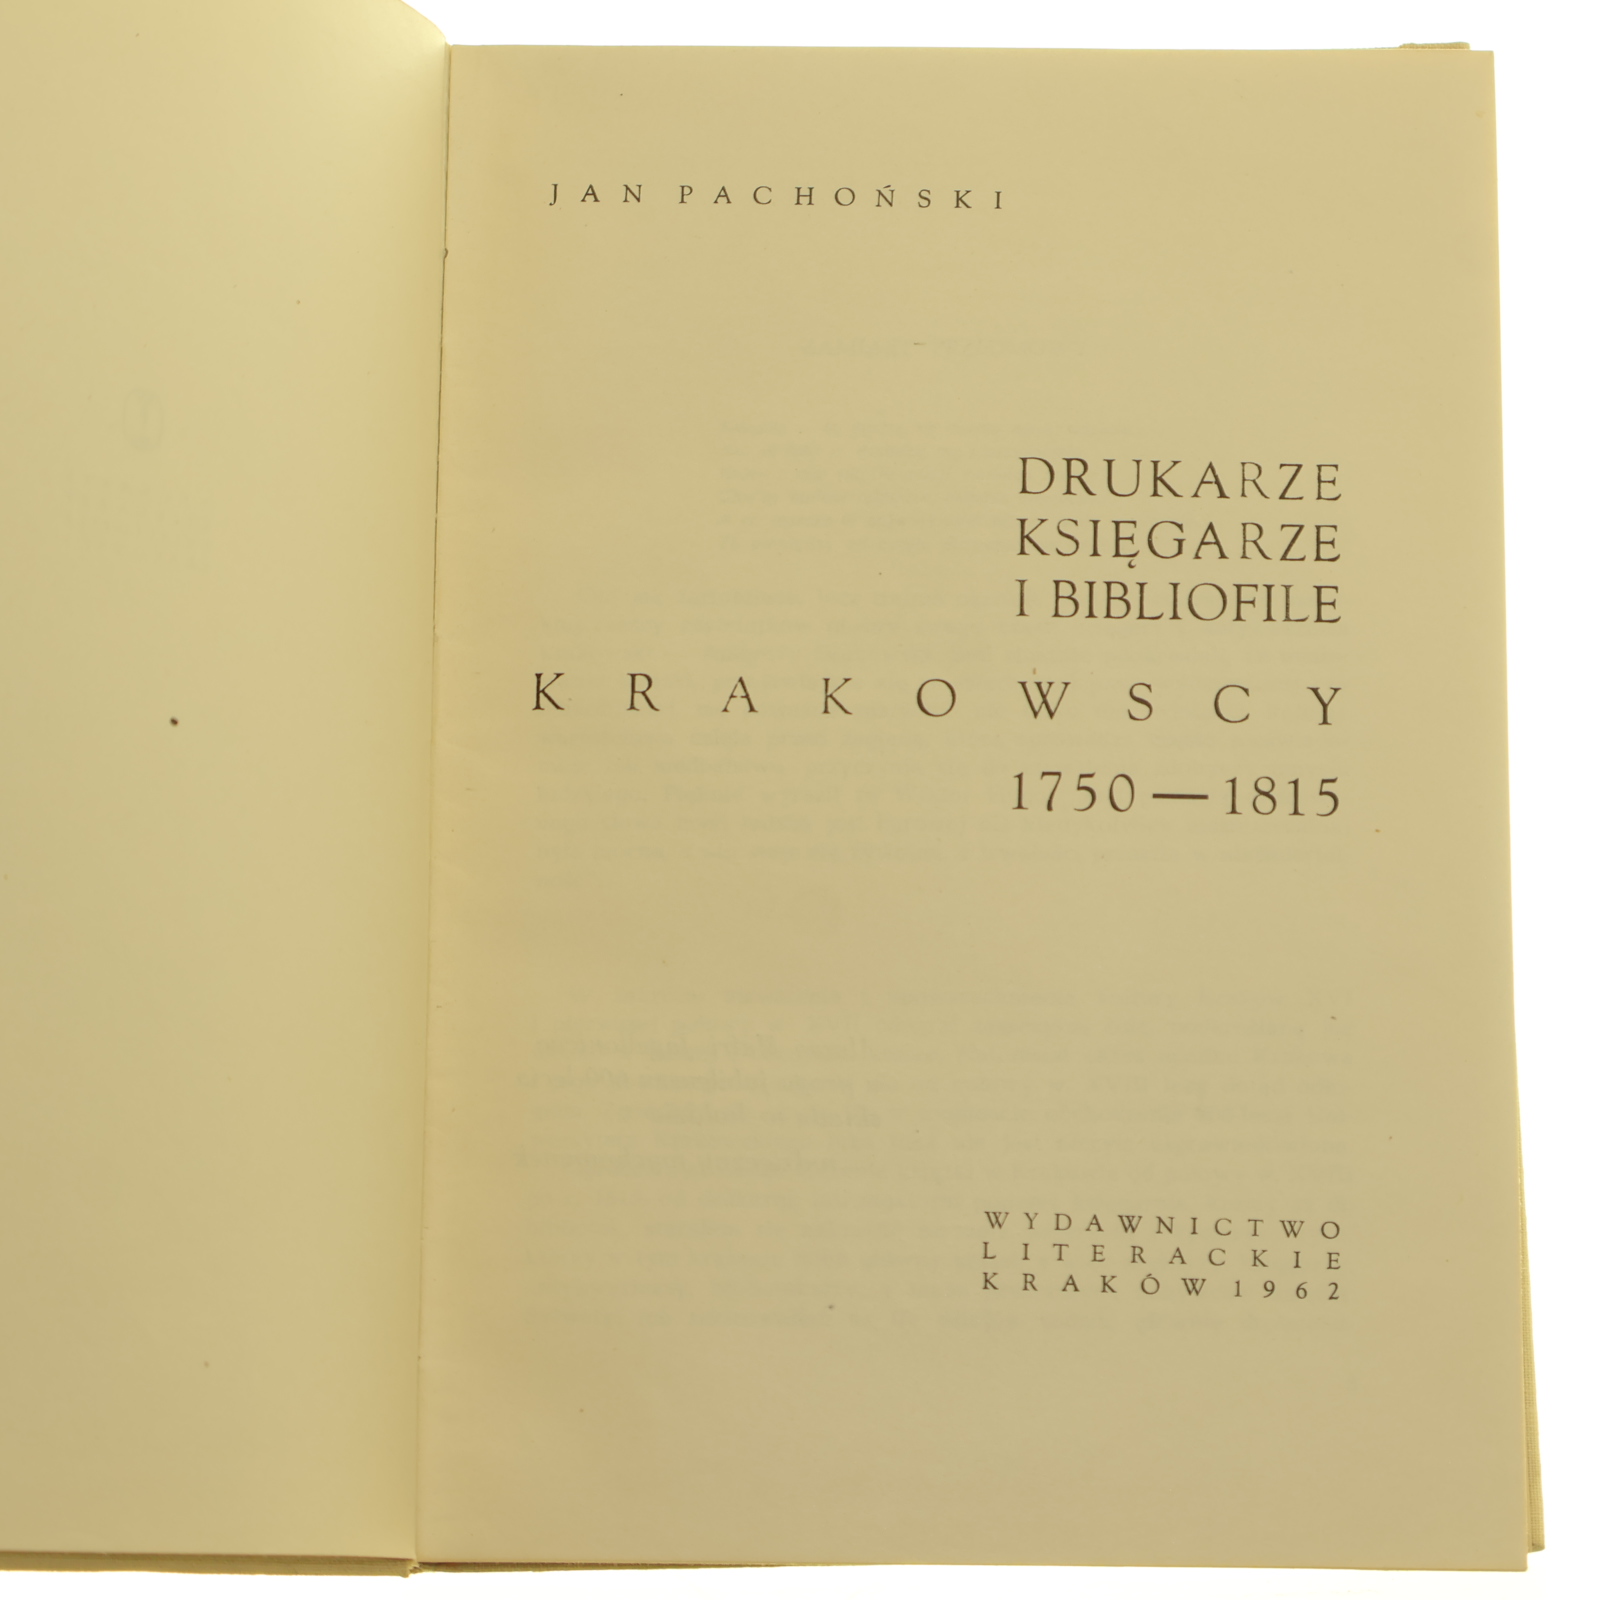 JAN PACHOŃSKI
DRUKARZE
KSIĘGARZE
I BIBLIOFILE
KRAKOWSCY
1750—1815
WYDAWNICTWO
LITERACKIE
KRAKÓW 1962